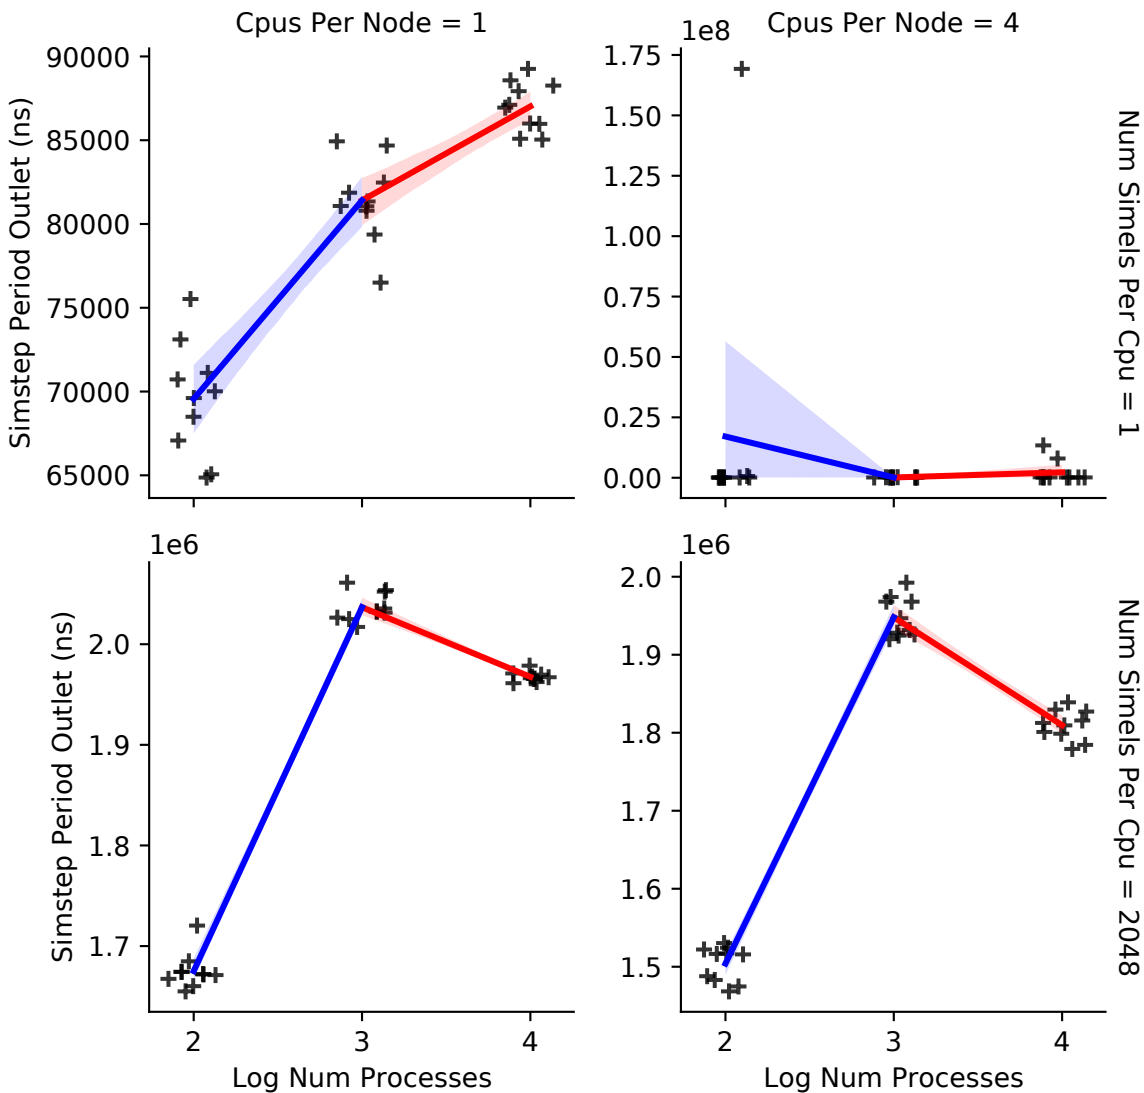 Cpus Per Node = 1
Cpus Per Node = 4
1e8
Simstep Period Outlet (ns)
90000
85000
80000
75000
70000
65000
1.75
1.50
1.25
1.00
0.75
0.50
0.25
0.00
Num Simels Per Cpu = 1
1e6
Simstep Period Outlet (ns)
2.0
1.9
1.8
1.7
2
3
4
Log Num Processes
1e6
2.0
1.9
1.8
1.7
1.6
1.5
2
3
4
Log Num Processes
Num Simels Per Cpu = 2048